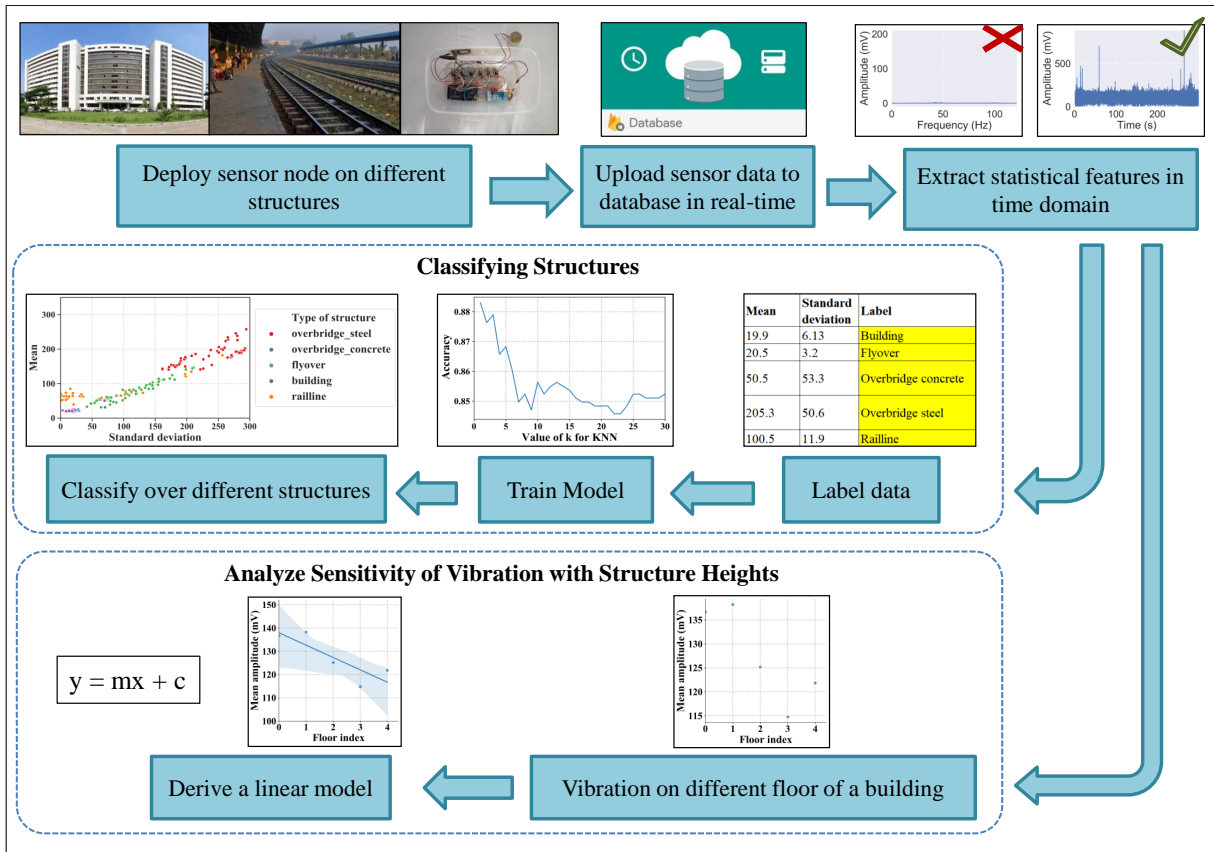 Database
Amplitude (mV)
200
100
0
0
50
100
Frequency (Hz)
Amplitude (mV)
500
0
0
200
Time (s)
Deploy sensor node on different
structures
Upload sensor data to
database in real-time
Extract statistical features in
time domain
Classifying Structures
Mean
300
200
100
0
0
50
100
150
200
250
300
Standard deviation
Type of structure
overbridge_steel
overbridge_concrete
flyover
building
railline
Accuracy
0.88
0.87
0.86
0.85
0
5
10
15
20
25
30
Value of k for KNN
Mean Standard deviation Label
19.9 6.13 Building
20.5 3.2 Flyover
50.5 53.3 Overbridge concrete
205.3 50.6 Overbridge steel
100.5 11.9 Railline
Classify over different structures
Train Model
Label data
Analyze Sensitivity of Vibration with Structure Heights
y = mx + c
Mean amplitude (mV)
150
140
130
120
110
100
0
1
2
3
4
Floor index
Mean amplitude (mV)
135
130
125
120
115
0
1
2
3
4
Floor index
Derive a linear model
Vibration on different floor of a building